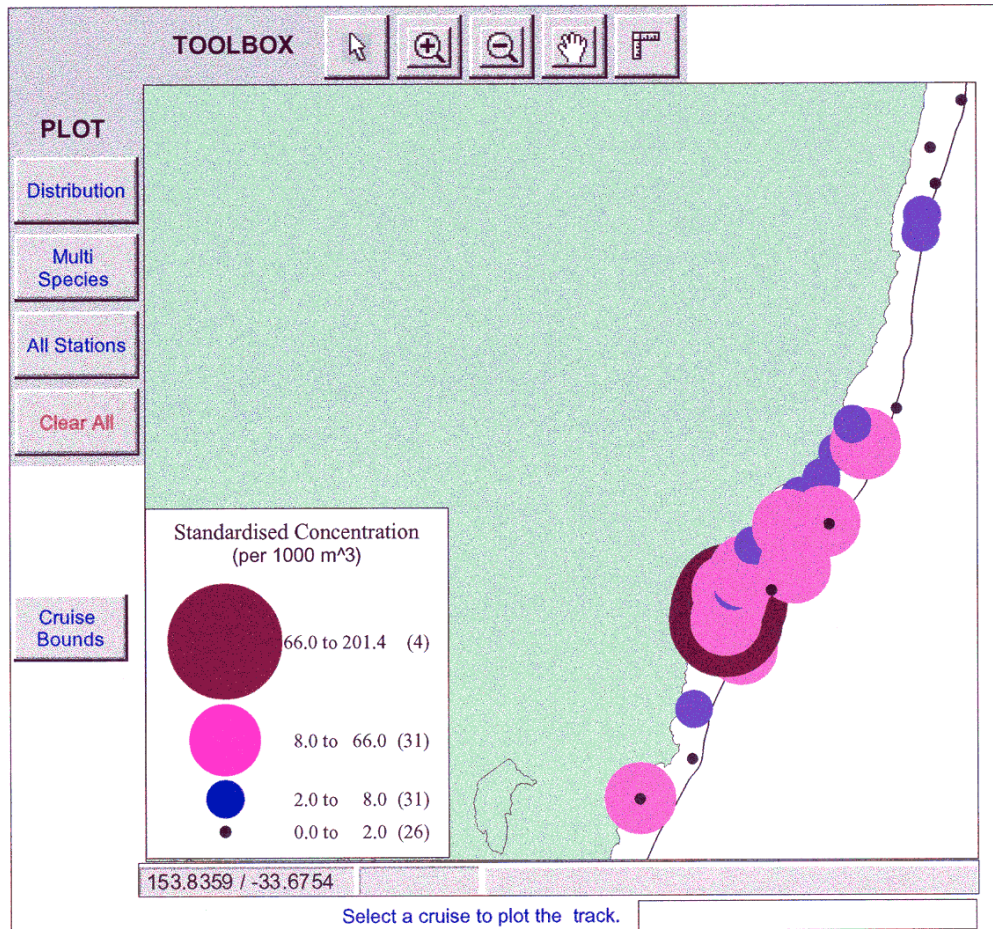 TOOLBOX
PLOT
Distribution
Multi
Species
All Stations
Clear All
Cruise
Bounds
Standardised Concentration
(per 1000 m^3)
66.0 to 201.4 (4)
8.0 to 66.0 (31)
2.0 to 8.0 (31)
0.0 to 2.0 (26)
153.8359 / -33.6754
Select a cruise to plot the track.